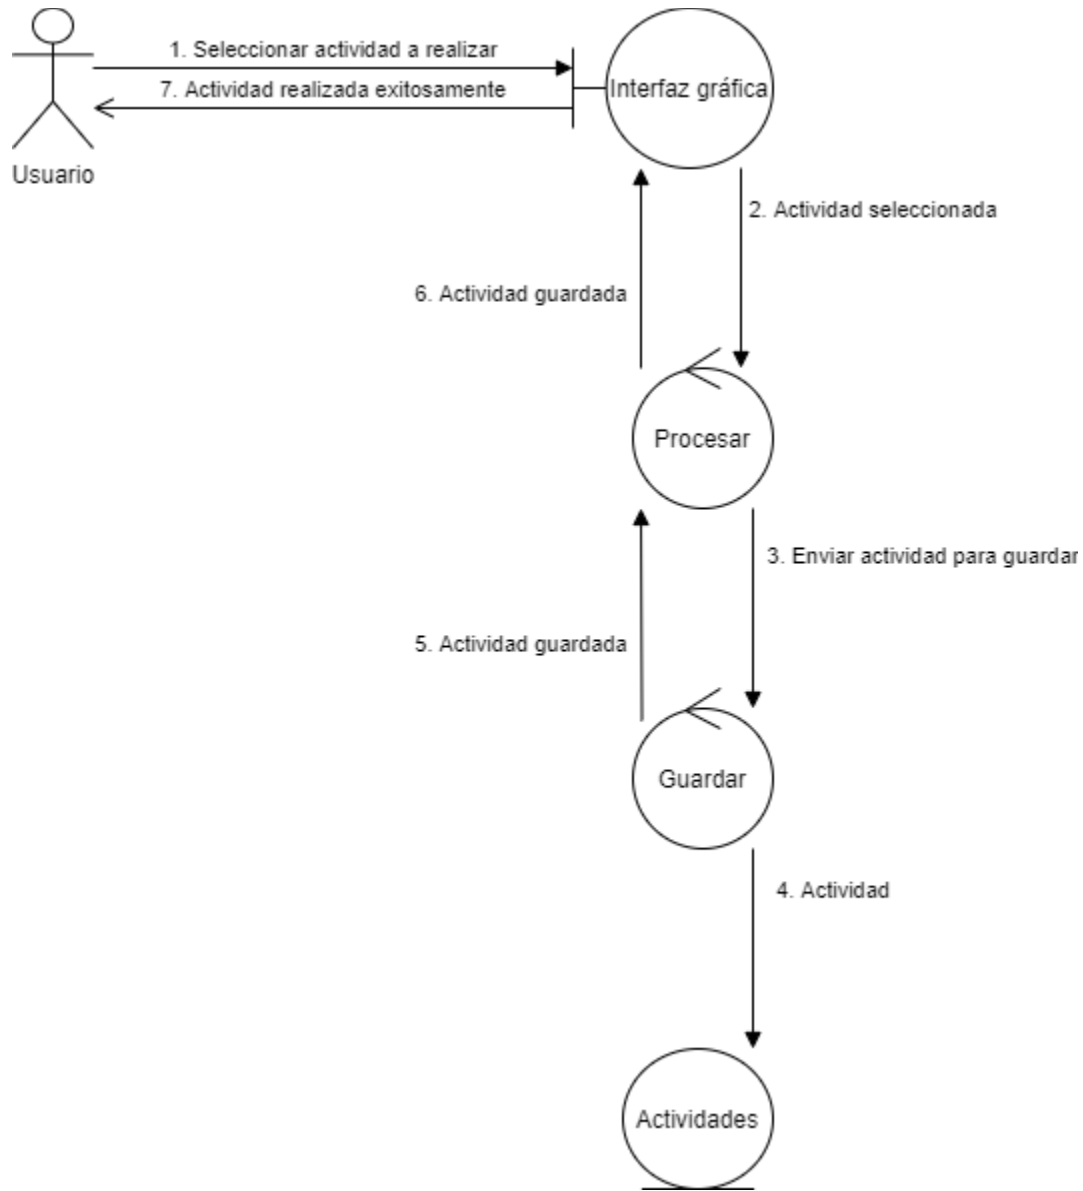 1. Seleccionar actividad a realizar
7. Actividad realizada exitosamente
Interfaz gráfica
Usuario
2. Actividad seleccionada
6. Actividad guardada
Procesar
3. Enviar actividad para guardar
5. Actividad guardada
Guardar
4. Actividad
Actividades